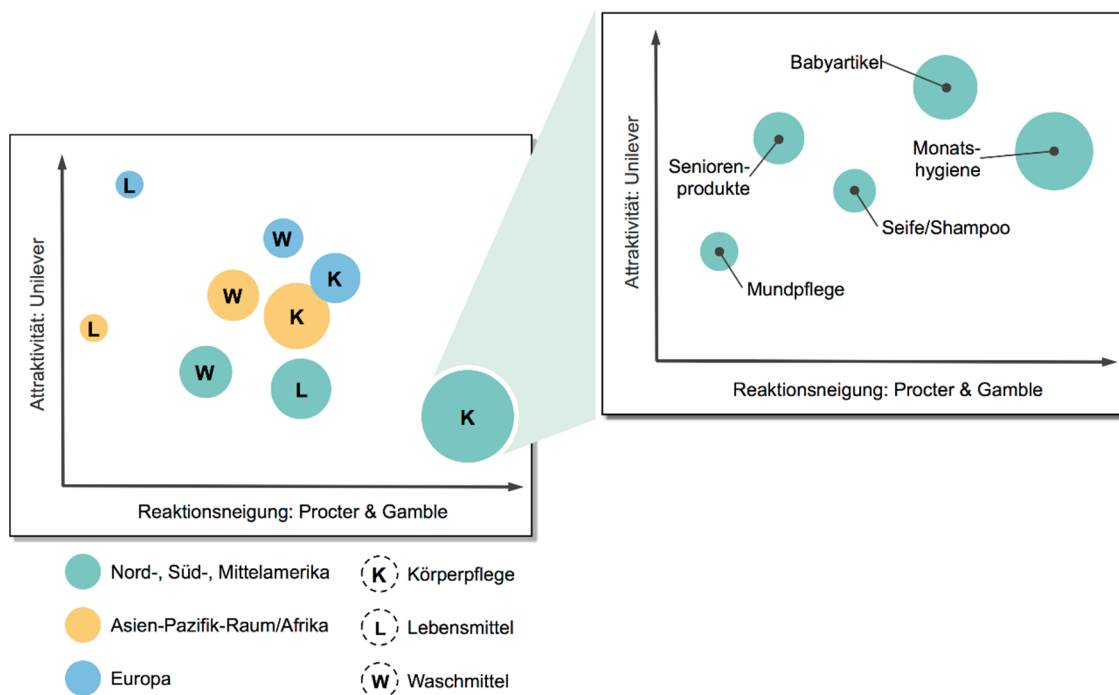 Attraktivität: Unilever
L
W
K
W
K
L
W
L
K
Reaktionsneigung: Procter & Gamble
Attraktivität: Unilever
Babyartikel
Senioren-
produkte
Monats-
hygiene
Seife/Shampoo
Mundpflege
Reaktionsneigung: Procter & Gamble
Nord-, Süd-, Mittelamerika
Asien-Pazifik-Raum/Afrika
Europa
K Körperpflege
L Lebensmittel
W Waschmittel